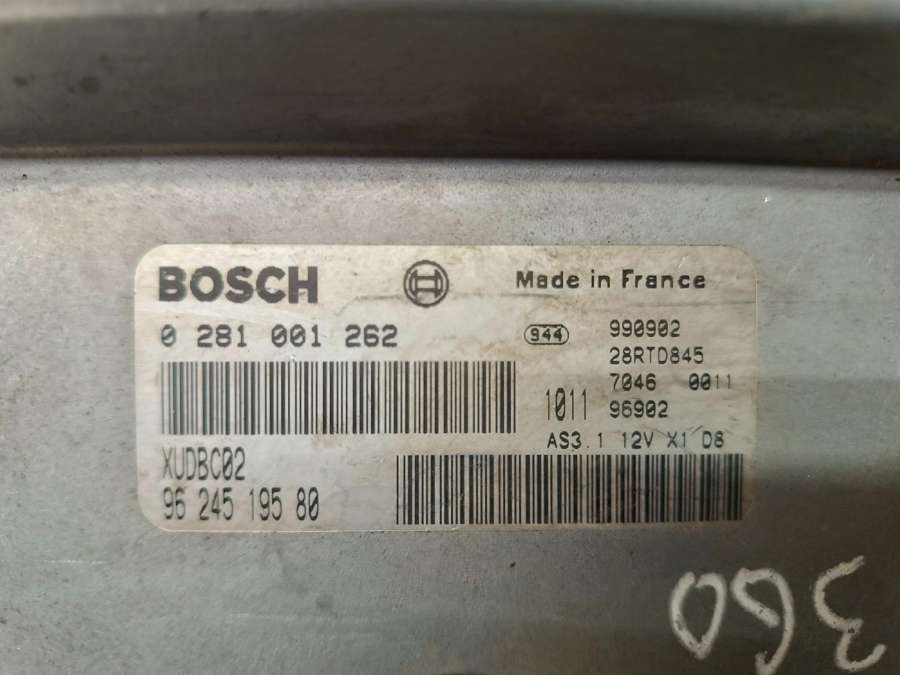 BOSCH Made in France
0 281 001 262 944 990902
28RTD845
7046 0011
1011 96902
AS3.1 12V X1 D8
XUDBC02
96 245 195 80
360